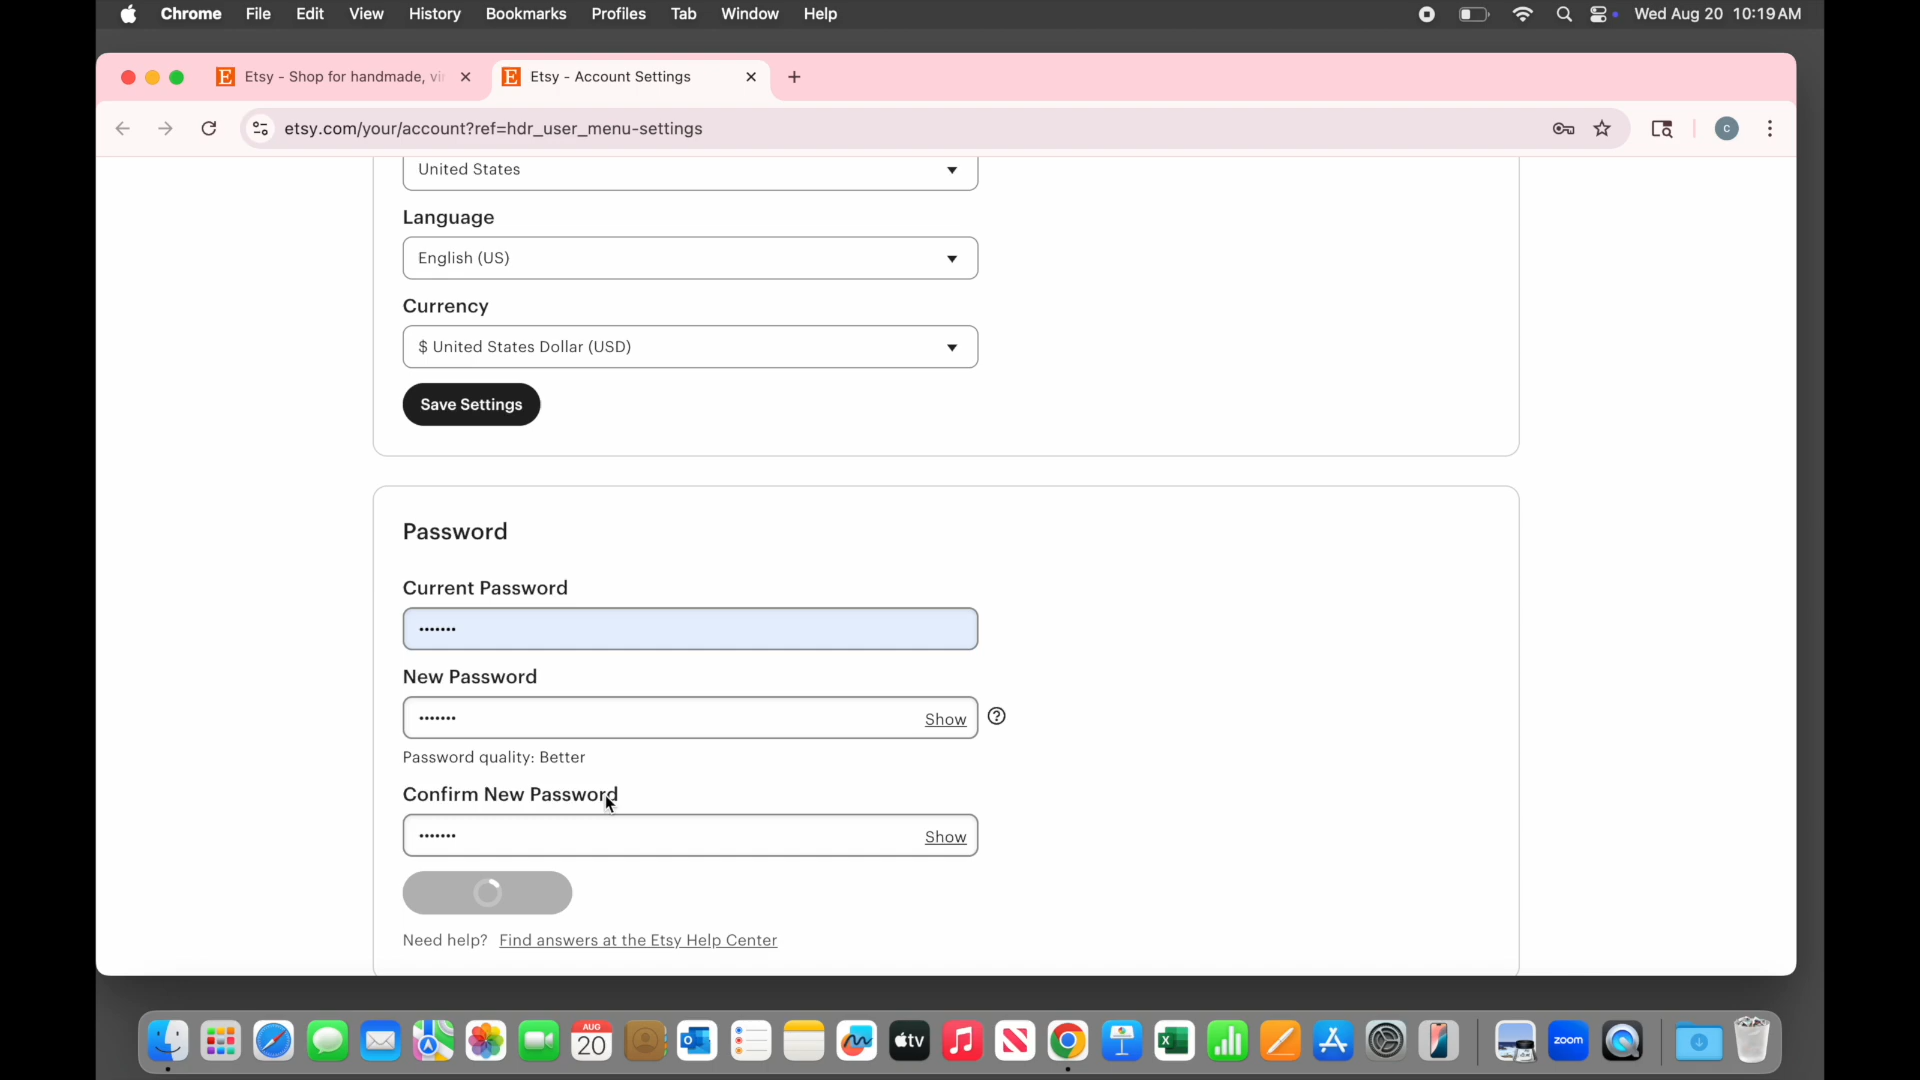 Chrome File Edit View History Bookmarks Profiles Tab Window Help Wed Aug 20 10:19 AM
Etsy - Shop for handmade, vi Etsy - Account Settings
etsy.com/your/account?ref=hdr_user_menu-settings
United States
Language
English (US)
Currency
$ United States Dollar (USD)
Save Settings
Password
Current Password
•••••••
New Password
••••••• Show
Password quality: Better
Confirm New Password
••••••• Show
Need help? Find answers at the Etsy Help Center
AUG
20
tv
zoom